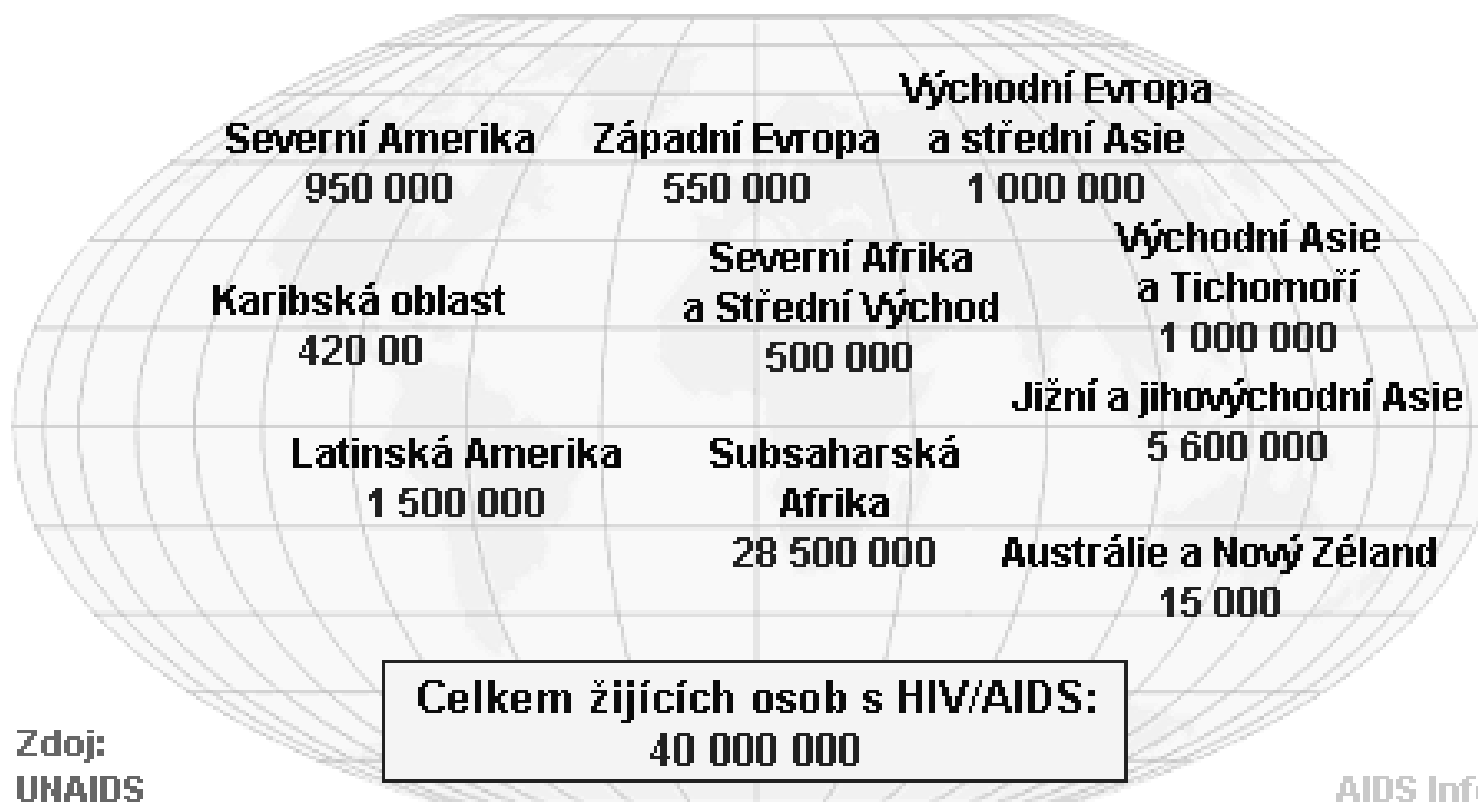 Severní Amerika
950 000
Západní Evropa
550 000
Východní Evropa
a střední Asie
1 000 000
Karibská oblast
420 00
Severní Afrika
a Střední Východ
500 000
Východní Asie
a Tichomoří
1 000 000
Jižní a jihovýchodní Asie
5 600 000
Latinská Amerika
1 500 000
Subsaharská
Afrika
28 500 000
Austrálie a Nový Zéland
15 000
Celkem žijících osob s HIV/AIDS:
40 000 000
Zdoj:
UNAIDS
AIDS Inf